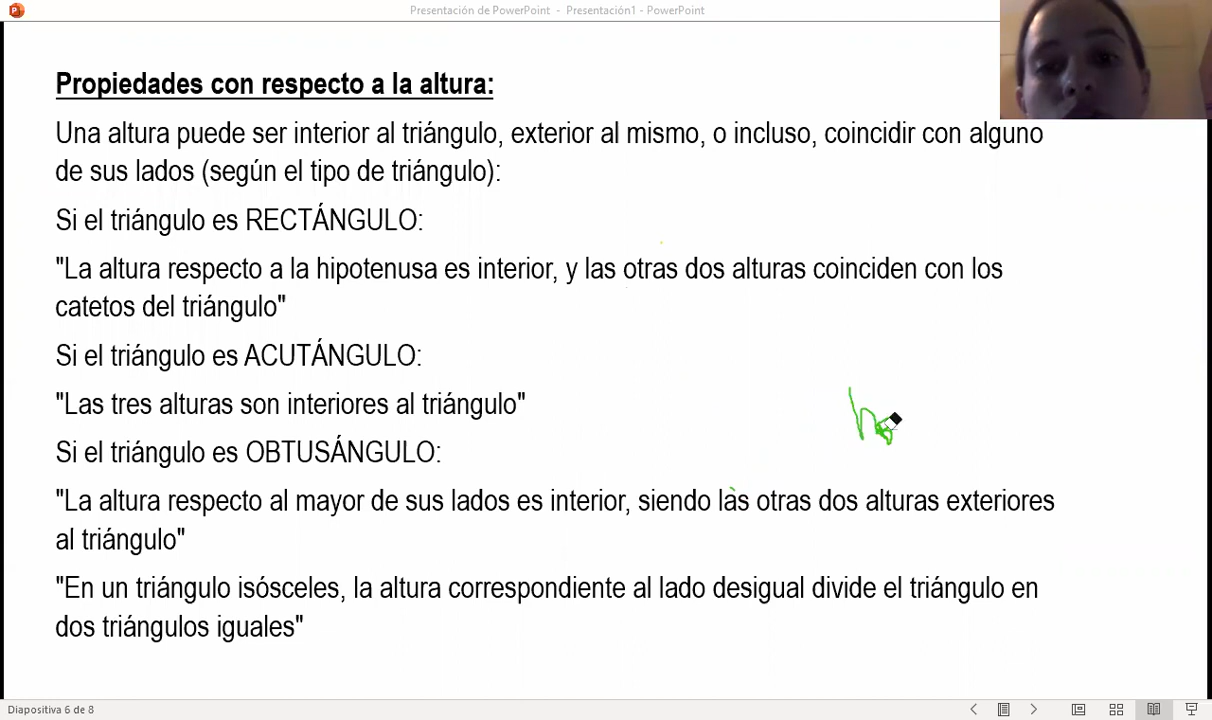 Presentación de PowerPoint - Presentación1 - PowerPoint
Propiedades con respecto a la altura:
Una altura puede ser interior al triángulo, exterior al mismo, o incluso, coincidir con alguno
de sus lados (según el tipo de triángulo):
Si el triángulo es RECTÁNGULO:
"La altura respecto a la hipotenusa es interior, y las otras dos alturas coinciden con los
catetos del triángulo"
Si el triángulo es ACUTÁNGULO:
"Las tres alturas son interiores al triángulo"
Si el triángulo es OBTUSÁNGULO:
"La altura respecto al mayor de sus lados es interior, siendo las otras dos alturas exteriores
al triángulo"
"En un triángulo isósceles, la altura correspondiente al lado desigual divide el triángulo en
dos triángulos iguales"
Diapositiva 6 de 8